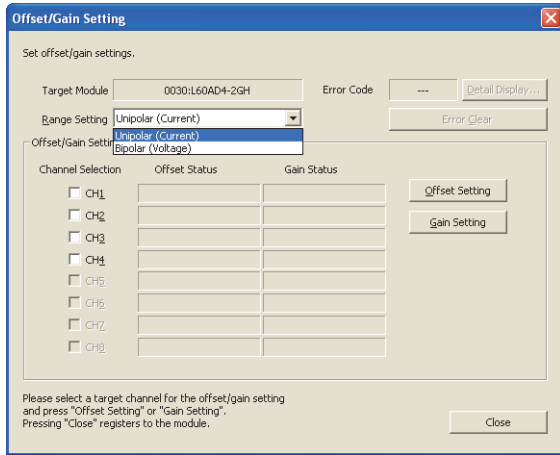 Offset/Gain Setting
Set offset/gain settings.
Target Module 0030:L60AD4-2GH Error Code --- Detail Display...
Range Setting Unipolar (Current) Error Clear
Unipolar (Current)
Bipolar (Voltage)
Offset/Gain Settin
Channel Selection Offset Status Gain Status
CH1 Offset Setting
CH2 Gain Setting
CH3
CH4
CH5
CH6
CH7
CH8
Please select a target channel for the offset/gain setting
and press "Offset Setting" or "Gain Setting".
Pressing "Close" registers to the module.
Close